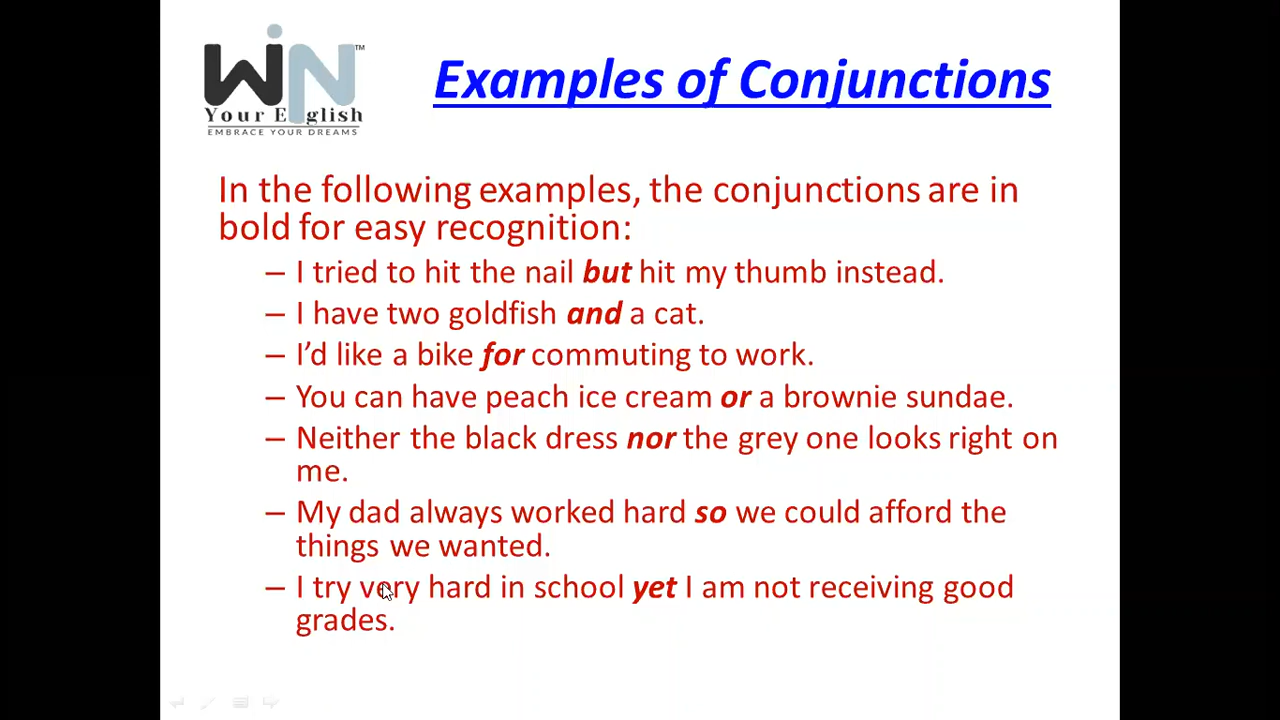 WiN™
Your English
EMBRACE YOUR DREAMS
Examples of Conjunctions
In the following examples, the conjunctions are in
bold for easy recognition:
– I tried to hit the nail but hit my thumb instead.
– I have two goldfish and a cat.
– I’d like a bike for commuting to work.
– You can have peach ice cream or a brownie sundae.
– Neither the black dress nor the grey one looks right on
me.
– My dad always worked hard so we could afford the
things we wanted.
– I try very hard in school yet I am not receiving good
grades.